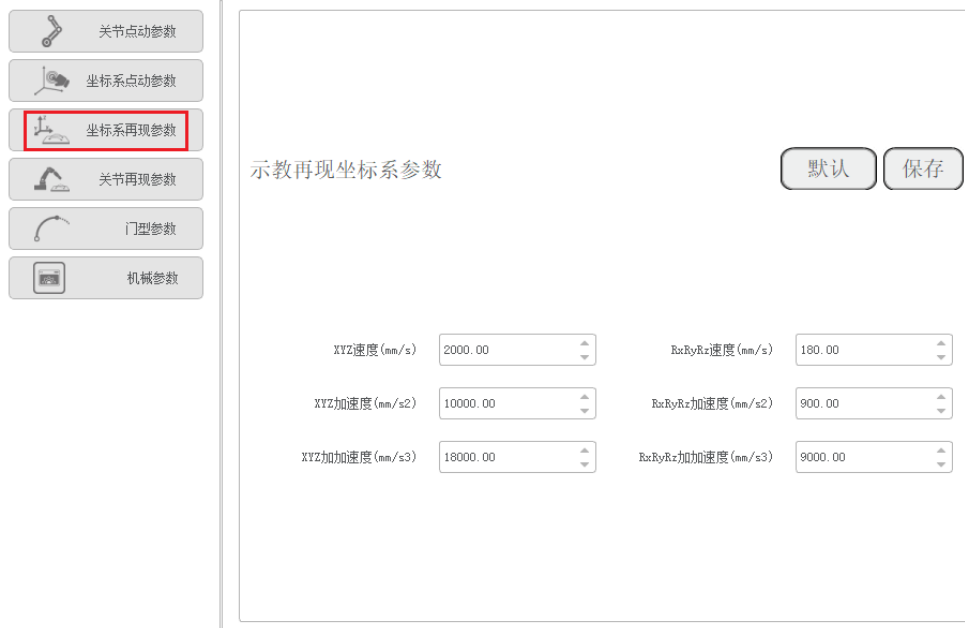 关节点动参数
坐标系点动参数
坐标系再现参数
关节再现参数
门型参数
机械参数
示教再现坐标系参数
默认
保存
XYZ速度(mm/s) 2000.00 RxRyRz速度(mm/s) 180.00
XYZ加速度(mm/s2) 10000.00 RxRyRz加速度(mm/s2) 900.00
XYZ加加速度(mm/s3) 18000.00 RxRyRz加加速度(mm/s3) 9000.00